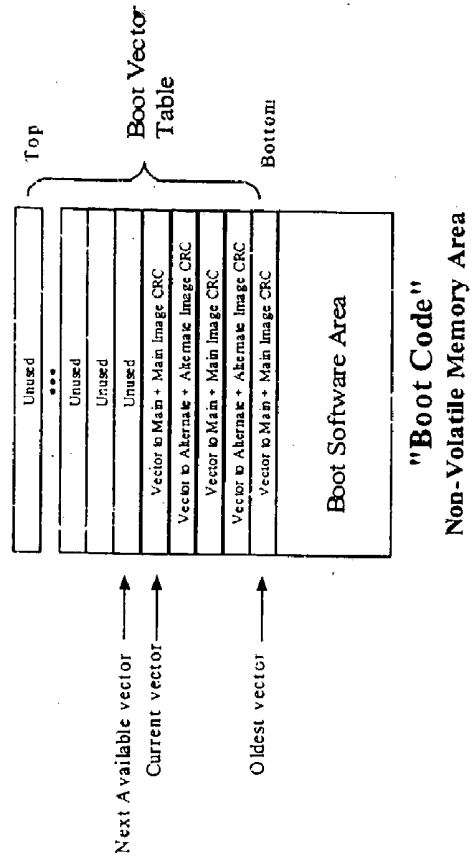 Top
Unused
•••
Unused
Unused
Next Available vector
Unused
Current vector
Vector to Main + Main Image CRC
Vector to Alternate + Alternate Image CRC
Vector to Main + Main Image CRC
Vector to Alternate + Alternate Image CRC
Oldest vector
Vector to Main + Main Image CRC
Boot Vector
Table
Bottom
Boot Software Area
"Boot Code"
Non-Volatile Memory Area